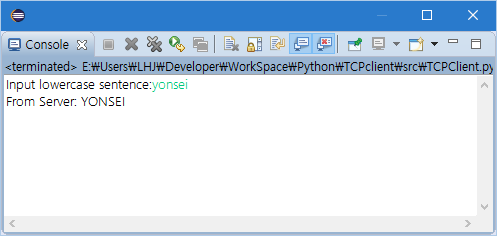 Console
<terminated> E:₩Users₩LHJ₩Developer₩WorkSpace₩Python₩TCPclient₩src₩TCPClient.py
Input lowercase sentence:yonsei
From Server: YONSEI